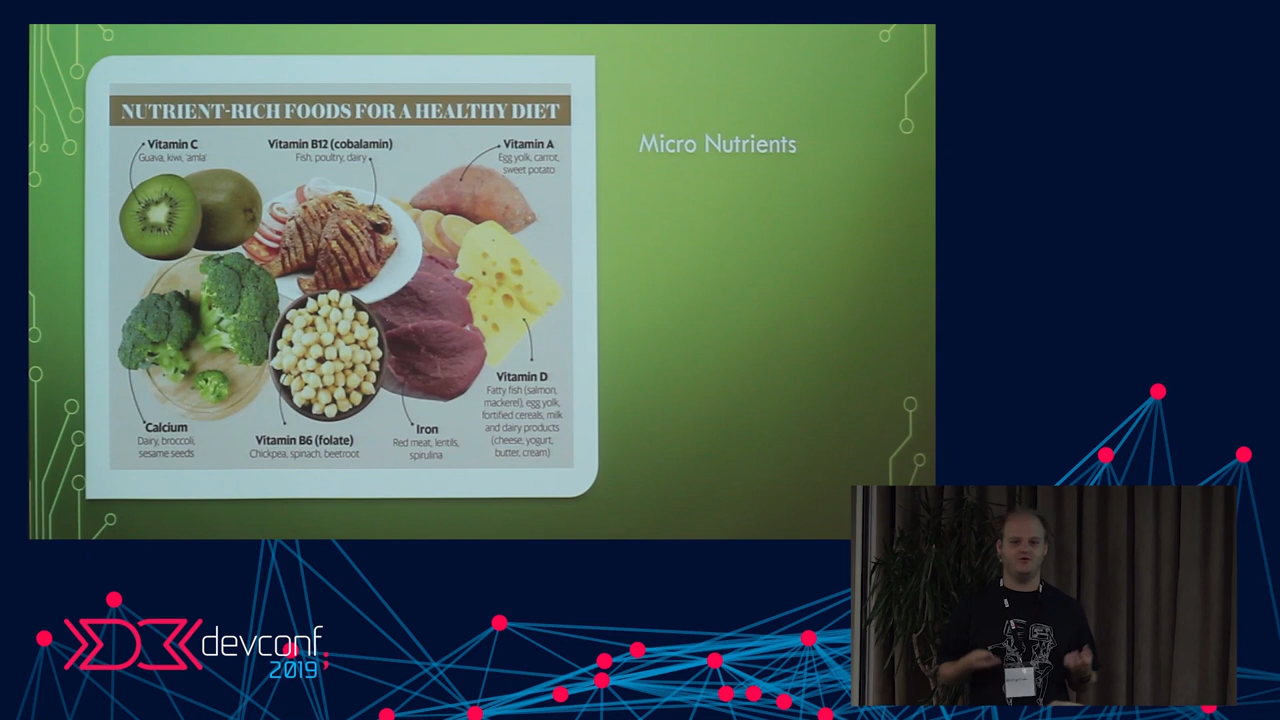 NUTRIENT-RICH FOODS FOR A HEALTHY DIET
Vitamin C
Guava, kiwi, 'amla'
Vitamin B12 (cobalamin)
Fish, poultry, dairy
Vitamin A
Egg yolk, carrot,
sweet potato
Micro Nutrients
Calcium
Dairy, broccoli,
sesame seeds
Vitamin B6 (folate)
Chickpea, spinach, beetroot
Iron
Red meat, lentils,
spirulina
Vitamin D
Fatty fish (salmon,
mackerel), egg yolk,
fortified cereals, milk
and dairy products
(cheese, yogurt,
butter, cream)
devconf;
2019